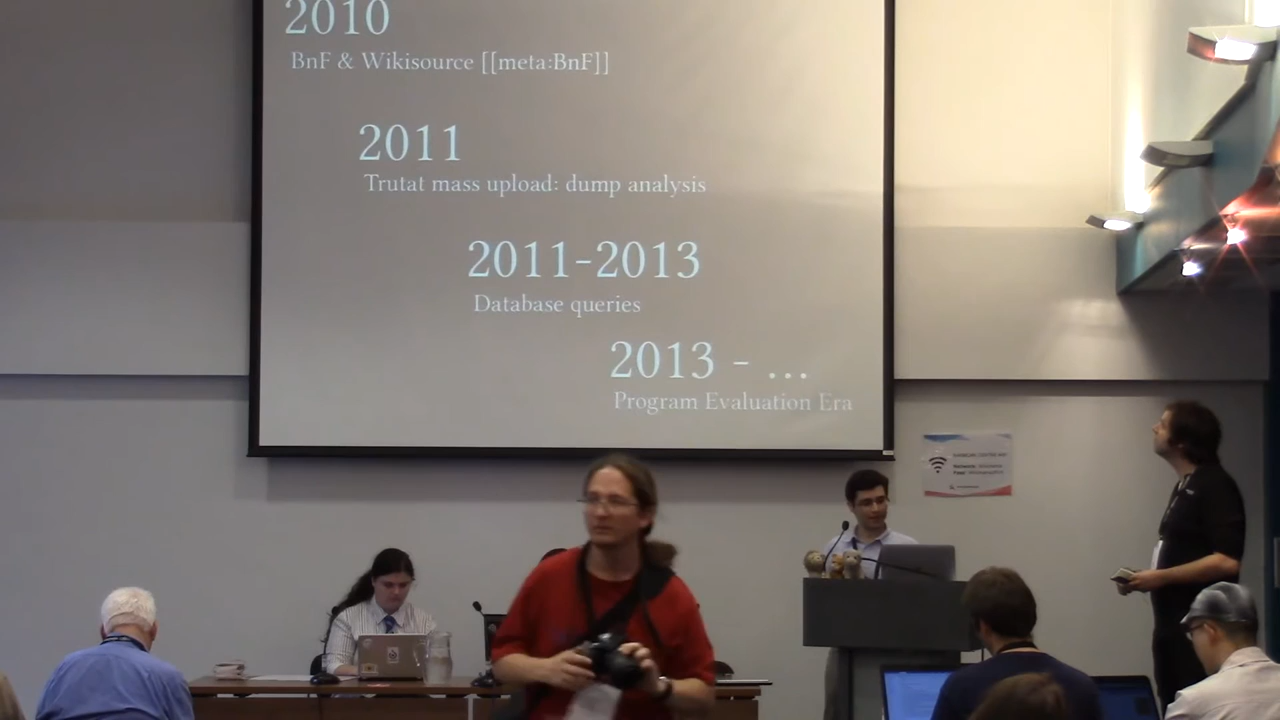 2010
BnF & Wikisource [[meta:BnF]]
2011
Trutat mass upload: dump analysis
2011-2013
Database queries
2013 - ...
Program Evaluation Era